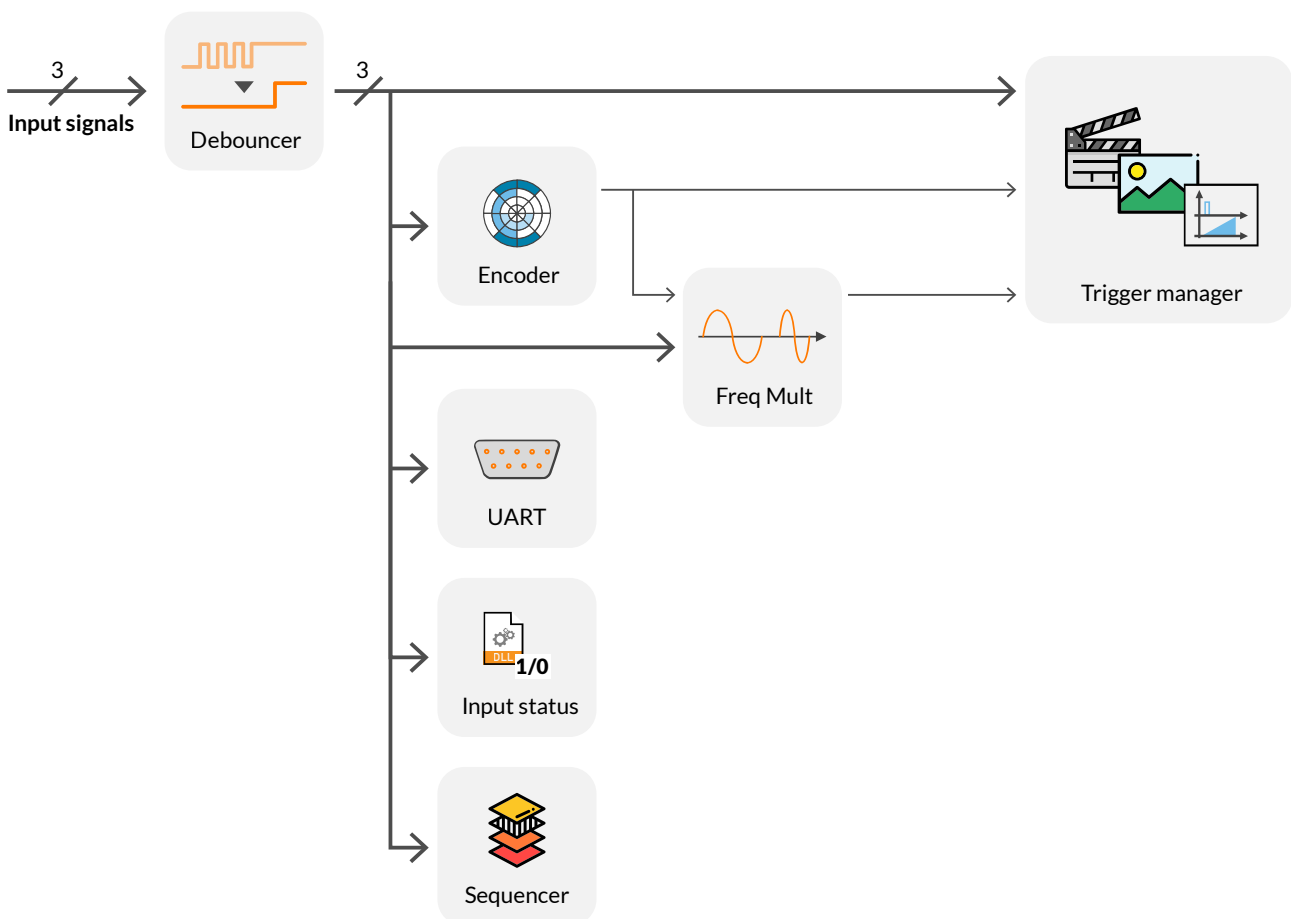 3
Input signals
Debouncer
3
Encoder
Trigger manager
Freq Mult
UART
DLL
1/0
Input status
Sequencer